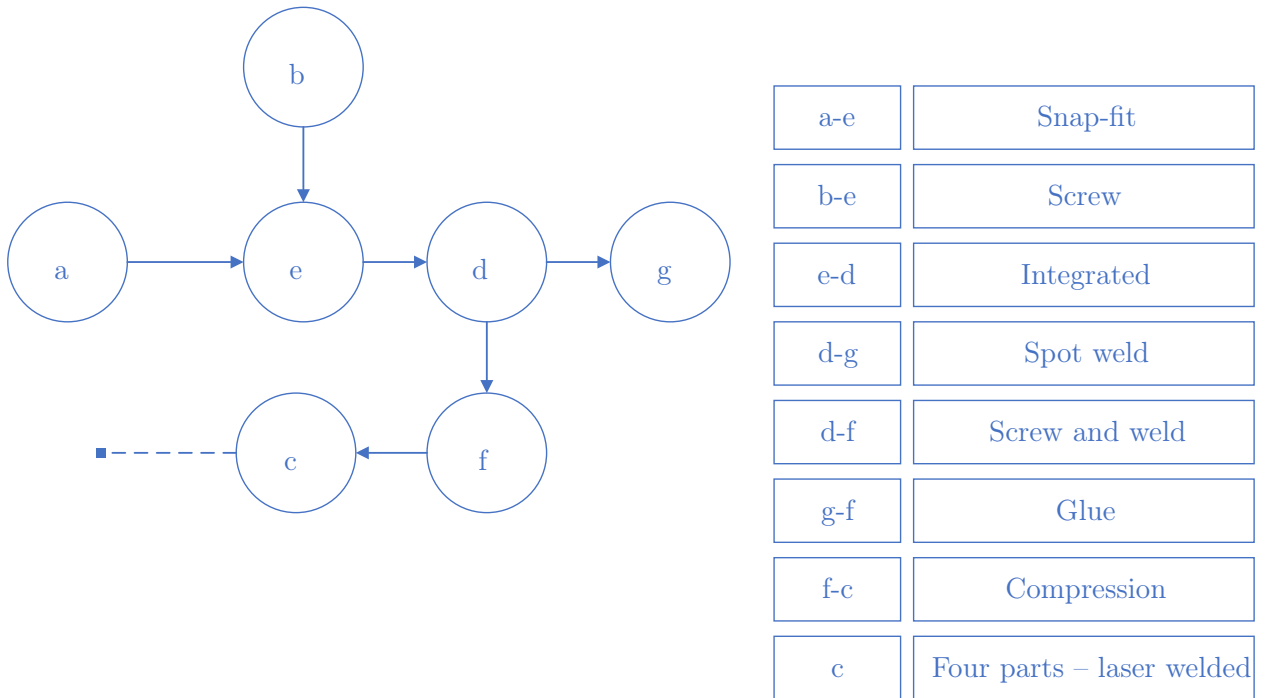 b
a
e
d
g
c
f
a-e Snap-fit
b-e Screw
e-d Integrated
d-g Spot weld
d-f Screw and weld
g-f Glue
f-c Compression
c Four parts – laser welded